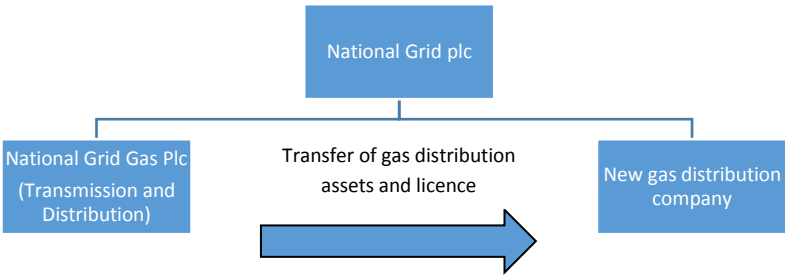 National Grid plc
National Grid Gas Plc
(Transmission and
Distribution)
Transfer of gas distribution
assets and licence
New gas distribution
company